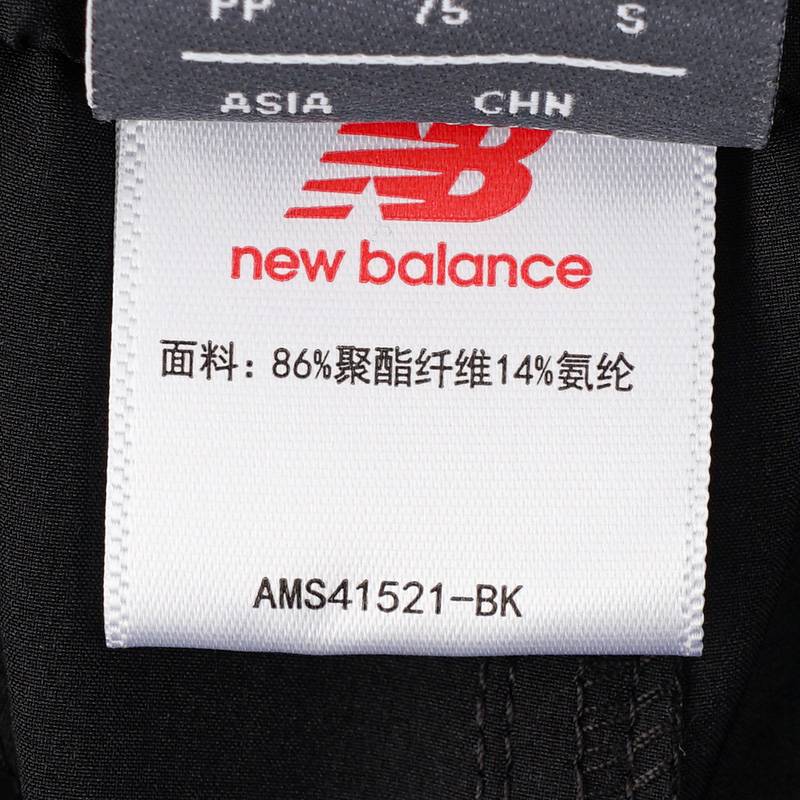 PP 75 S
ASIA CHN
NB
new balance
面料：86%聚酯纤维14%氨纶
AMS41521-BK